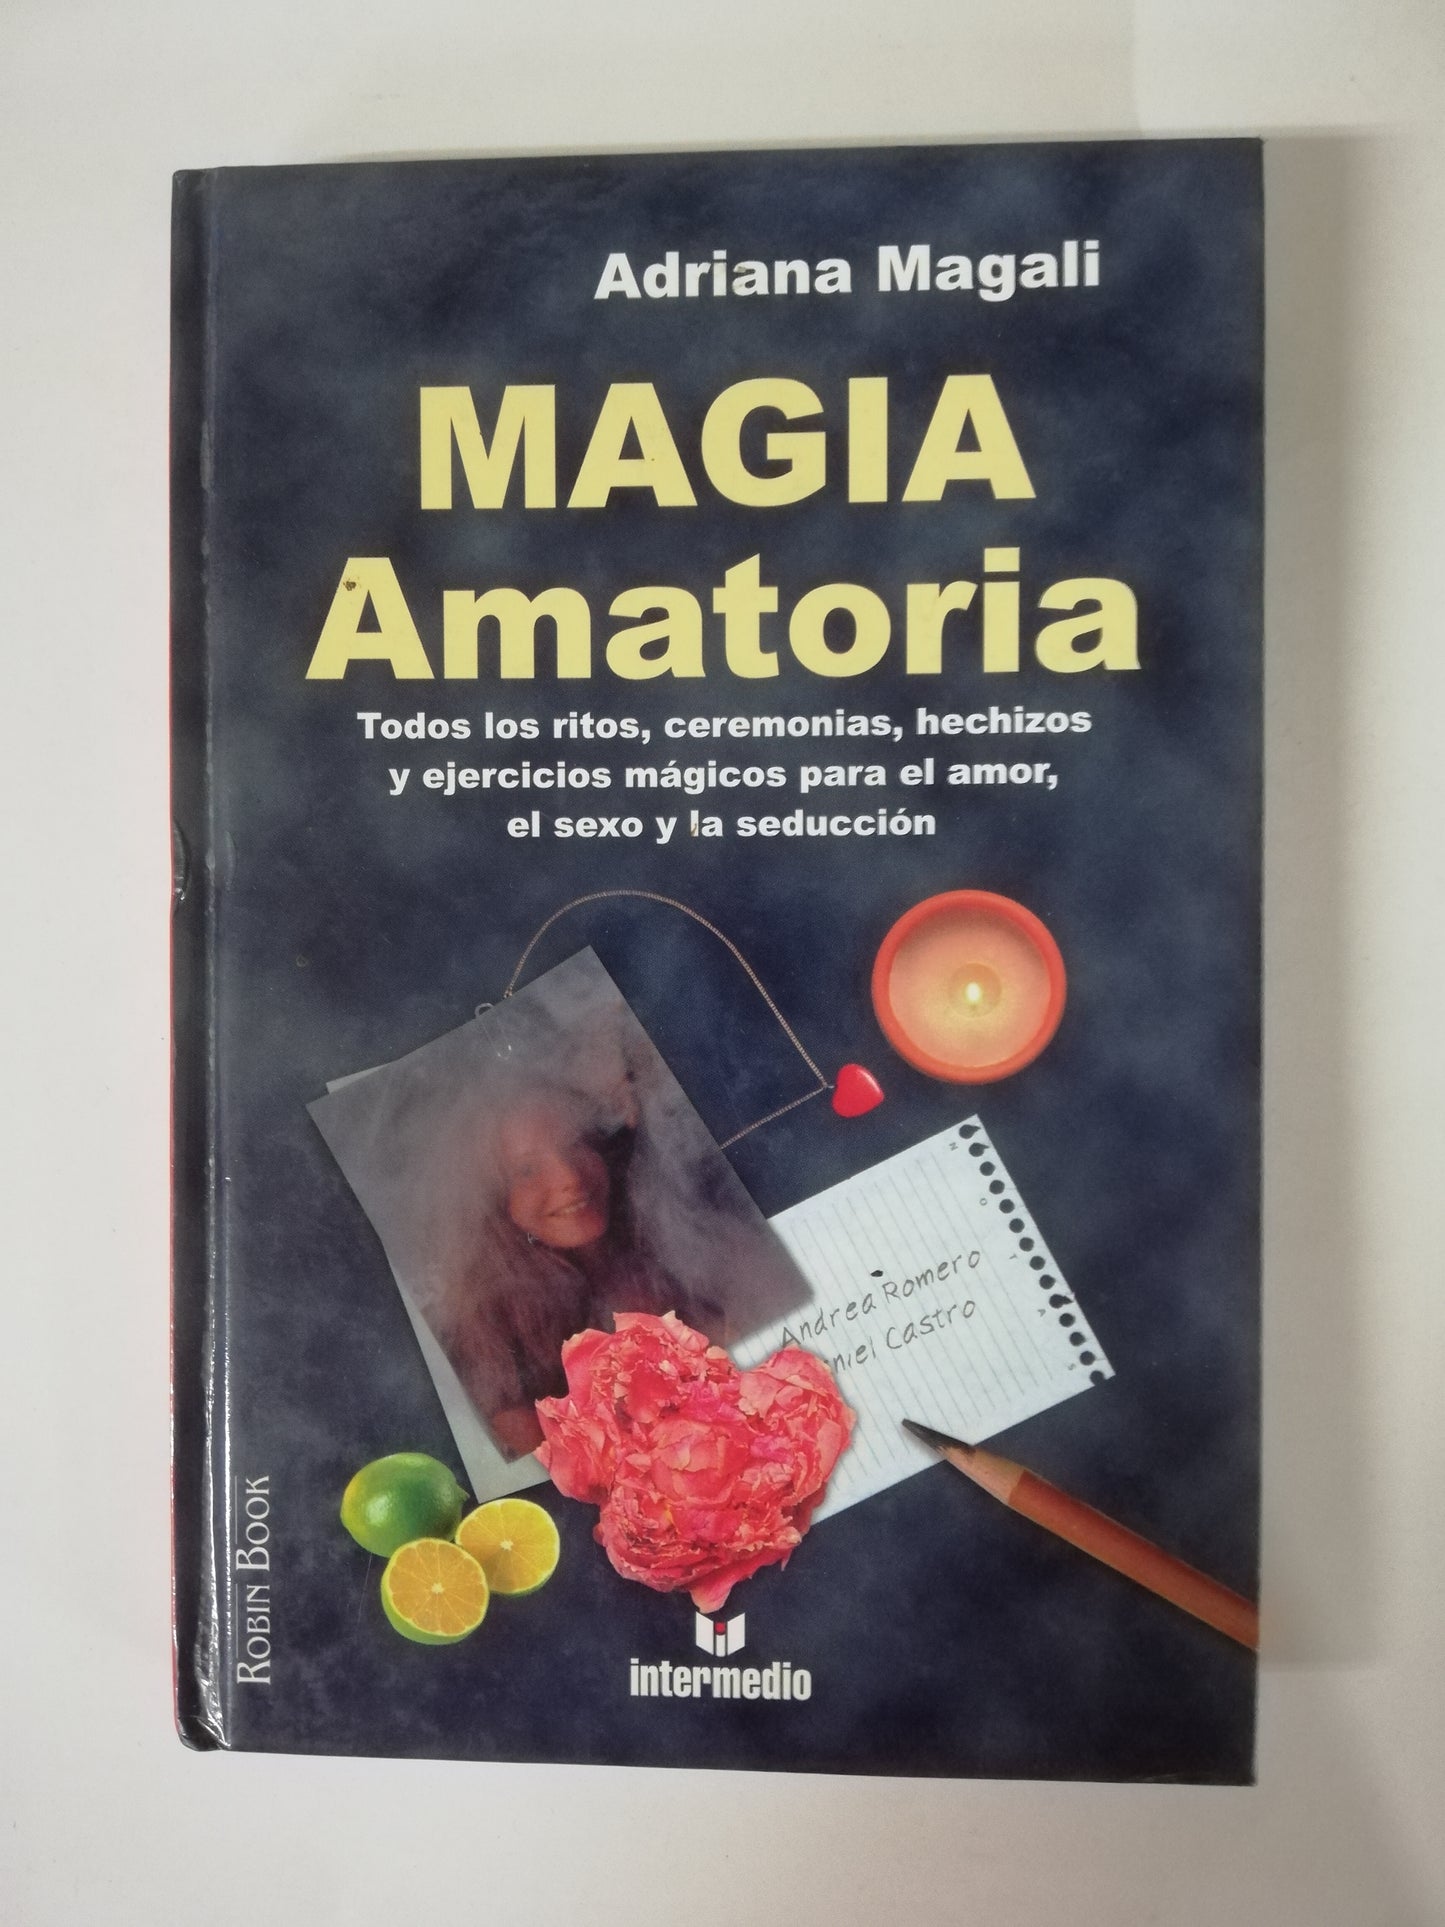 Adriana Magali
MAGIA
Amatoria
Todos los ritos, ceremonias, hechizos
y ejercicios mágicos para el amor,
el sexo y la seducción
N O T A S
Andrea Romero
Castro
ROBIN BOOK
intermedio